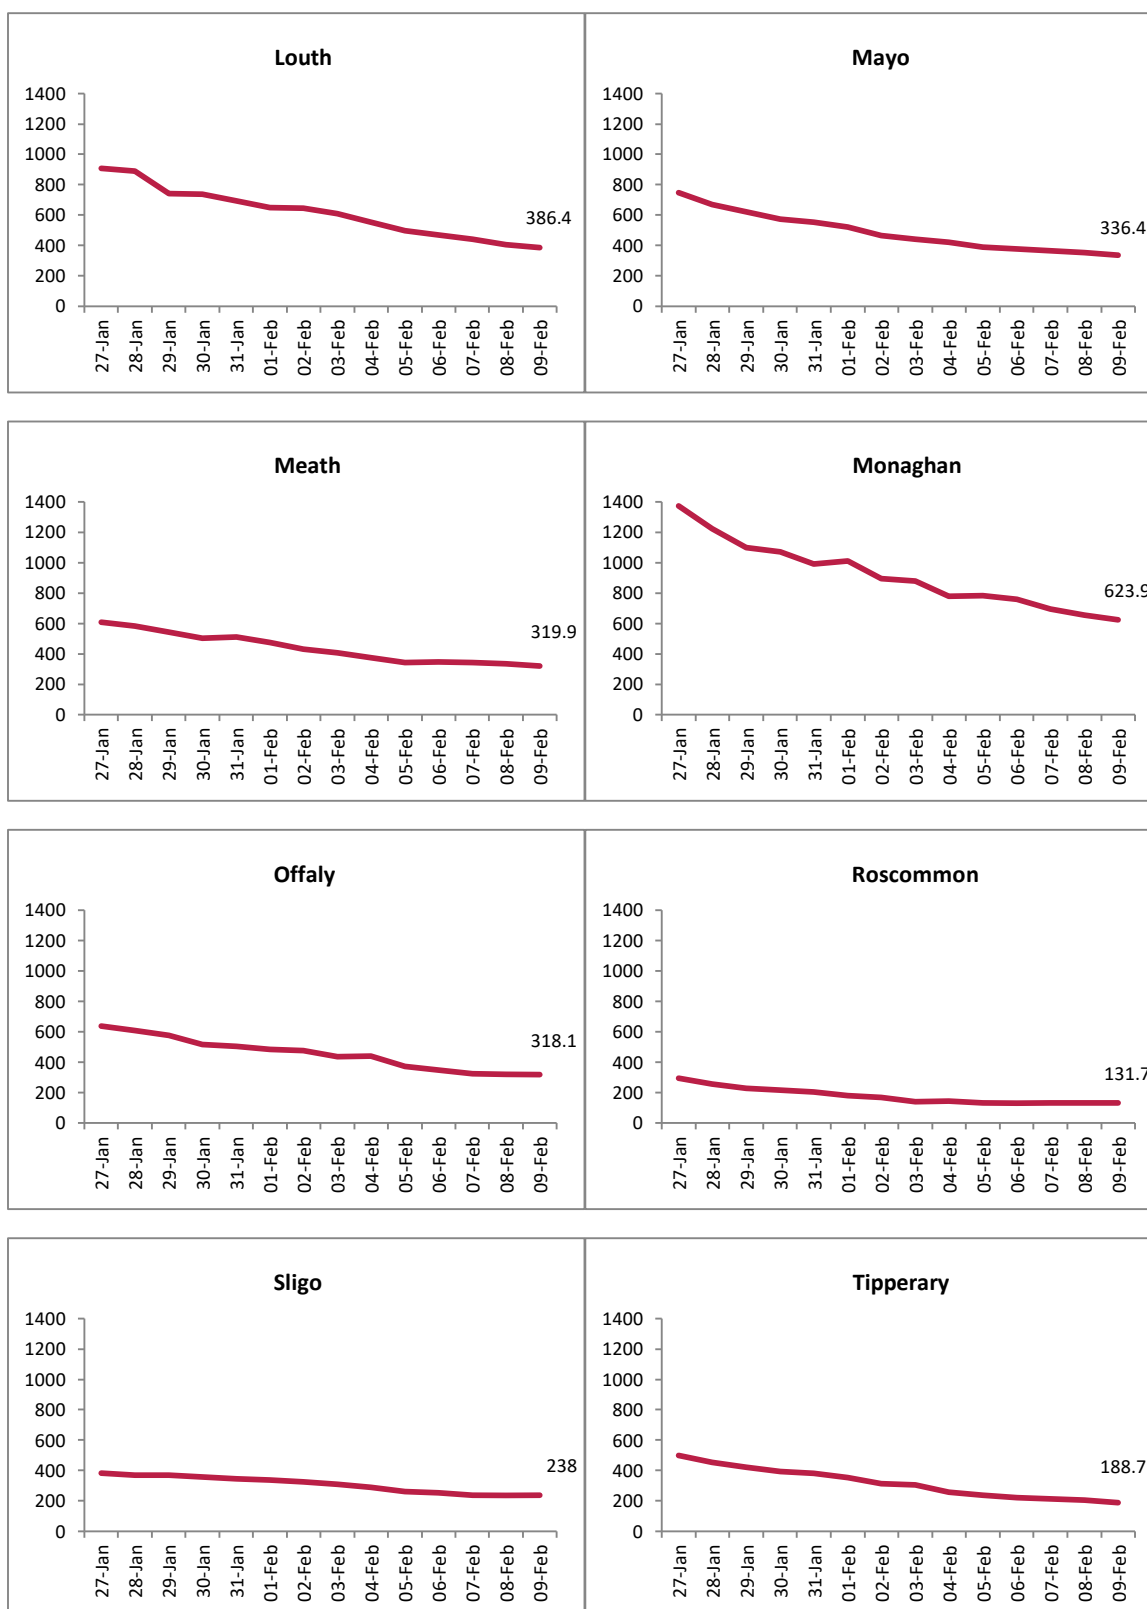 Louth
1400
1200
1000
800
600
400
200
0
386.4
27-Jan
28-Jan
29-Jan
30-Jan
31-Jan
01-Feb
02-Feb
03-Feb
04-Feb
05-Feb
06-Feb
07-Feb
08-Feb
09-Feb
Mayo
1400
1200
1000
800
600
400
200
0
336.4
27-Jan
28-Jan
29-Jan
30-Jan
31-Jan
01-Feb
02-Feb
03-Feb
04-Feb
05-Feb
06-Feb
07-Feb
08-Feb
09-Feb
Meath
1400
1200
1000
800
600
400
200
0
319.9
27-Jan
28-Jan
29-Jan
30-Jan
31-Jan
01-Feb
02-Feb
03-Feb
04-Feb
05-Feb
06-Feb
07-Feb
08-Feb
09-Feb
Monaghan
1400
1200
1000
800
600
400
200
0
623.9
27-Jan
28-Jan
29-Jan
30-Jan
31-Jan
01-Feb
02-Feb
03-Feb
04-Feb
05-Feb
06-Feb
07-Feb
08-Feb
09-Feb
Offaly
1400
1200
1000
800
600
400
200
0
318.1
27-Jan
28-Jan
29-Jan
30-Jan
31-Jan
01-Feb
02-Feb
03-Feb
04-Feb
05-Feb
06-Feb
07-Feb
08-Feb
09-Feb
Roscommon
1400
1200
1000
800
600
400
200
0
131.7
27-Jan
28-Jan
29-Jan
30-Jan
31-Jan
01-Feb
02-Feb
03-Feb
04-Feb
05-Feb
06-Feb
07-Feb
08-Feb
09-Feb
Sligo
1400
1200
1000
800
600
400
200
0
238
27-Jan
28-Jan
29-Jan
30-Jan
31-Jan
01-Feb
02-Feb
03-Feb
04-Feb
05-Feb
06-Feb
07-Feb
08-Feb
09-Feb
Tipperary
1400
1200
1000
800
600
400
200
0
188.7
27-Jan
28-Jan
29-Jan
30-Jan
31-Jan
01-Feb
02-Feb
03-Feb
04-Feb
05-Feb
06-Feb
07-Feb
08-Feb
09-Feb